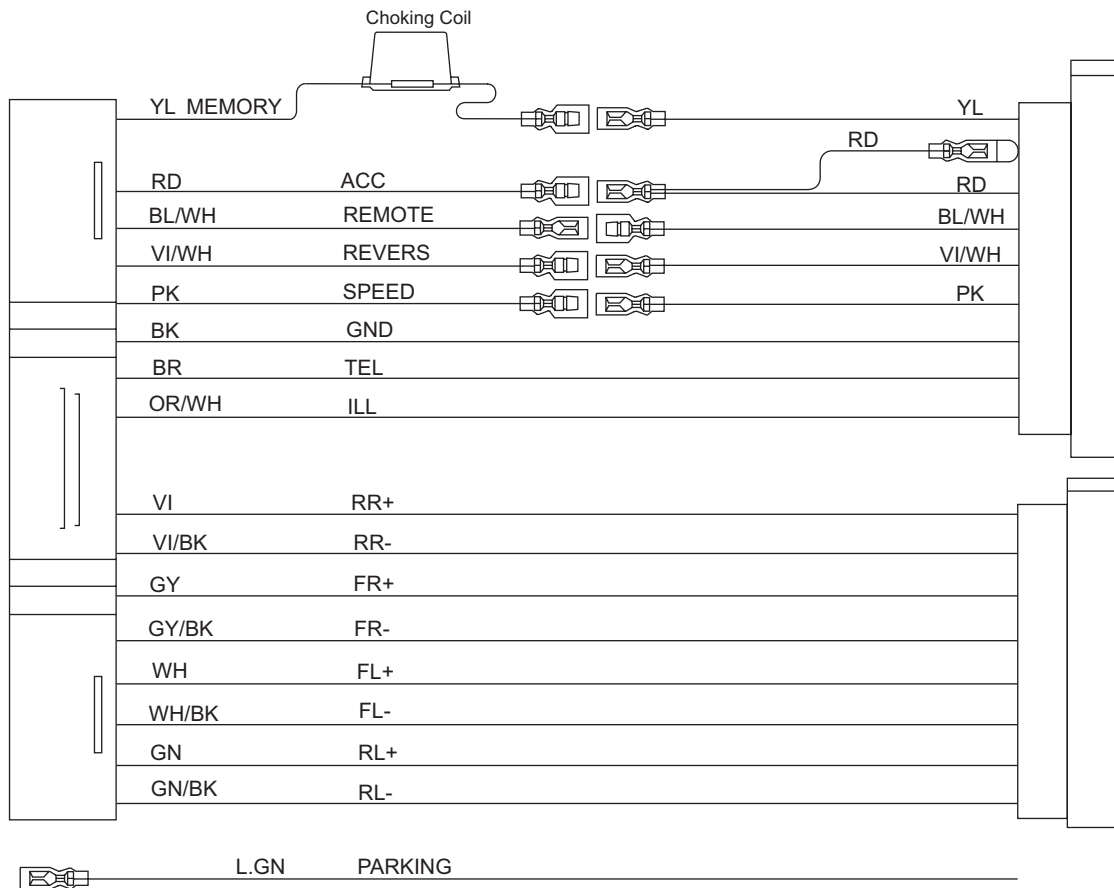 Choking Coil
YL MEMORY YL
RD
RD ACC RD
BL/WH REMOTE BL/WH
VI/WH REVERS VI/WH
PK SPEED PK
BK GND
BR TEL
OR/WH ILL
VI RR+
VI/BK RR-
GY FR+
GY/BK FR-
WH FL+
WH/BK FL-
GN RL+
GN/BK RL-
L.GN PARKING